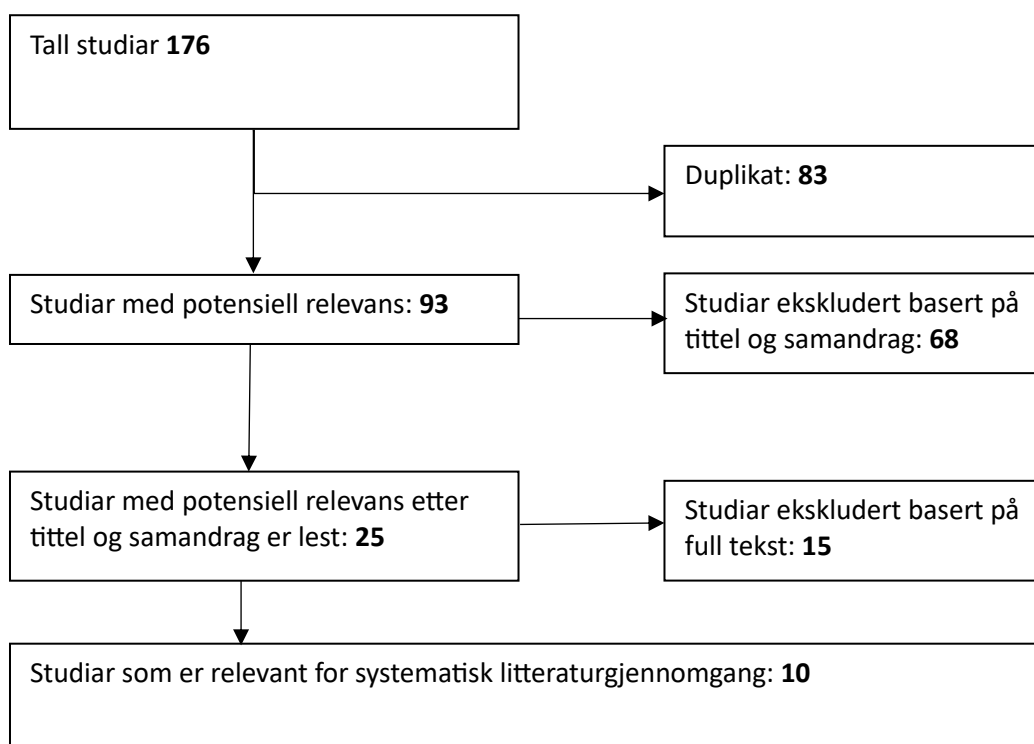 Tall studiar 176
Duplikat: 83
Studiar med potensiell relevans: 93
Studiar ekskludert basert på
tittel og samandrag: 68
Studiar med potensiell relevans etter
tittel og samandrag er lest: 25
Studiar ekskludert basert på
full tekst: 15
Studiar som er relevant for systematisk litteraturgjennomgang: 10